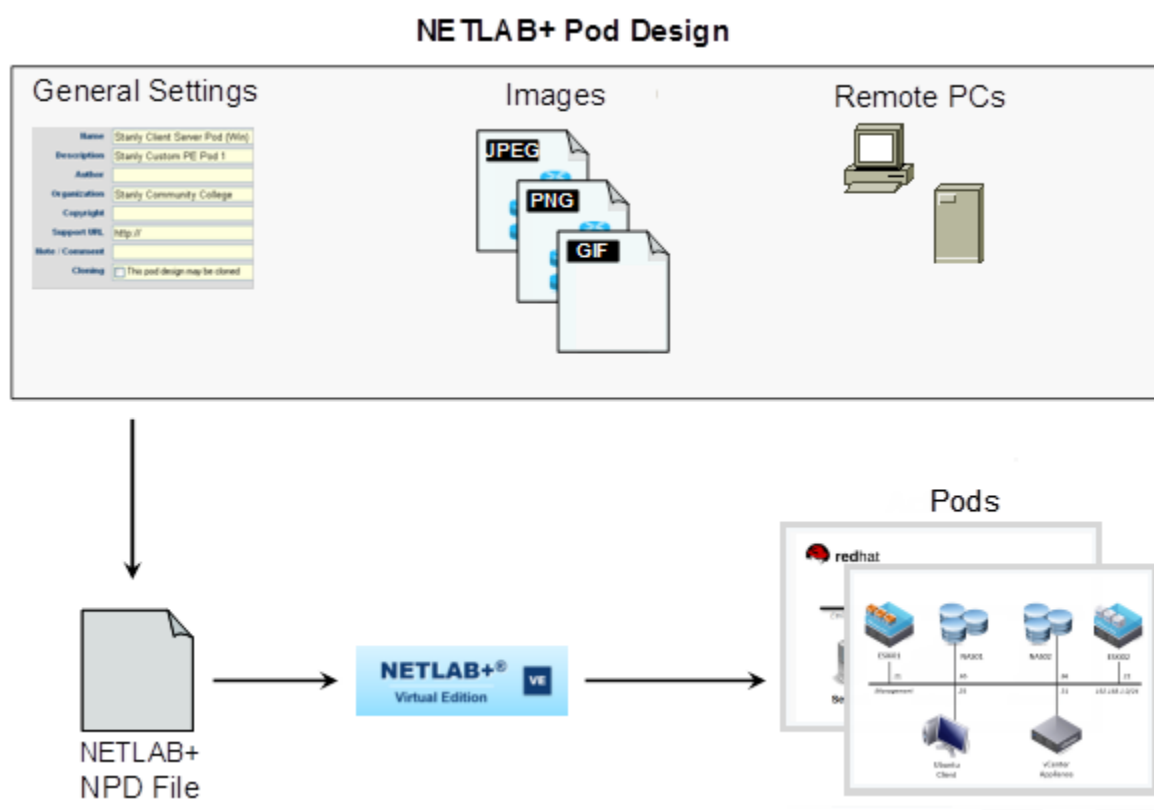 NETLAB+ Pod Design
General Settings
Images
Remote PCs
Name Stanly Client Server Pod (Win)
Description Stanly Custom PE Pod 1
Author
Organization Stanly Community College
Copyright
Support URL http://
Note / Comment
Cloning This pod design may be cloned
JPEG
PNG
GIF
Pods
redhat
NETLAB+
NPD File
NETLAB+®
Virtual Edition
VE
Se
NAS01 NAS02
Management
Ubuntu
Client
vCenter
Appliance